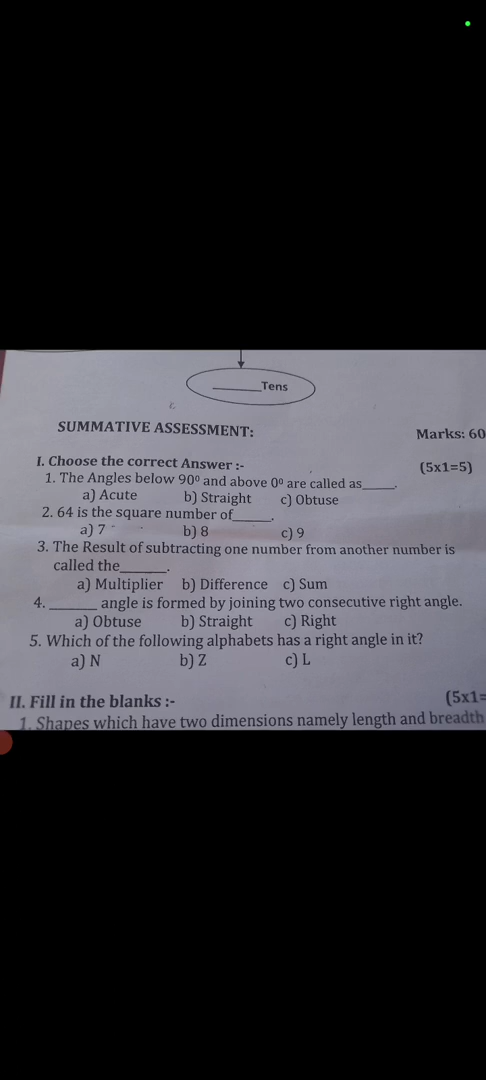 ______Tens
SUMMATIVE ASSESSMENT:
Marks: 60
I. Choose the correct Answer :-
(5x1=5)
1. The Angles below 90⁰ and above 0⁰ are called as_____.
a) Acute b) Straight c) Obtuse
2. 64 is the square number of_____.
a) 7 b) 8 c) 9
3. The Result of subtracting one number from another number is
called the______.
a) Multiplier b) Difference c) Sum
4. ______ angle is formed by joining two consecutive right angle.
a) Obtuse b) Straight c) Right
5. Which of the following alphabets has a right angle in it?
a) N b) Z c) L
II. Fill in the blanks :-
(5x1=
1. Shapes which have two dimensions namely length and breadth